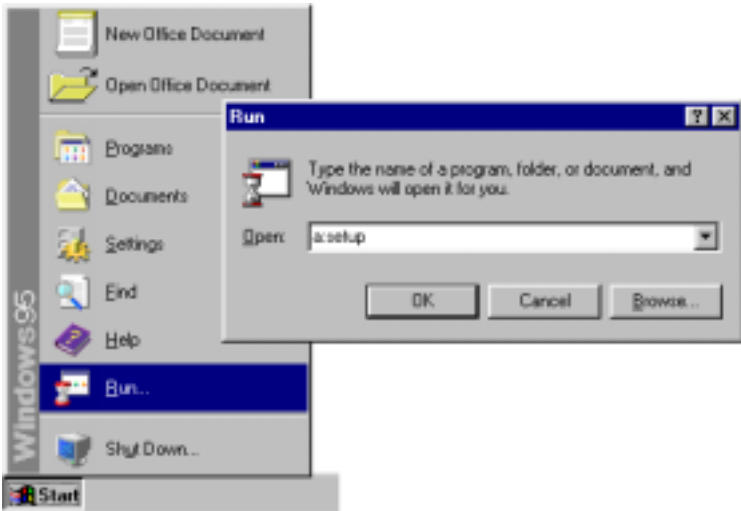 New Office Document
Open Office Document
Programs
Documents
Settings
Find
Help
Run...
Shut Down...
Windows95
Start
Run
Type the name of a program, folder, or document, and
Windows will open it for you.
Open:
a:setup
OK
Cancel
Browse...